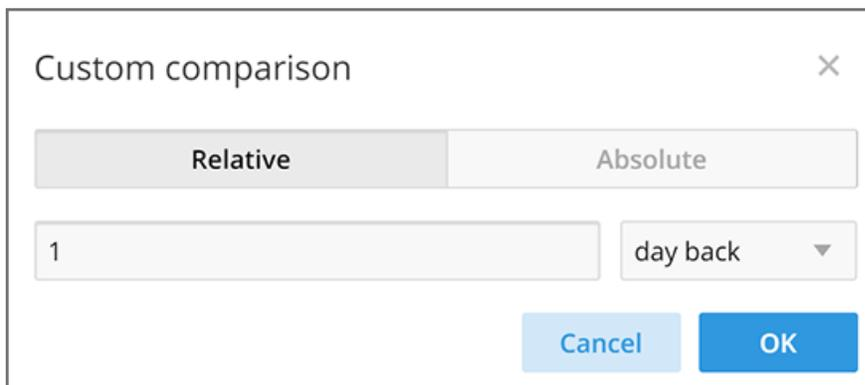 Custom comparison
Relative Absolute
1 day back
Cancel OK